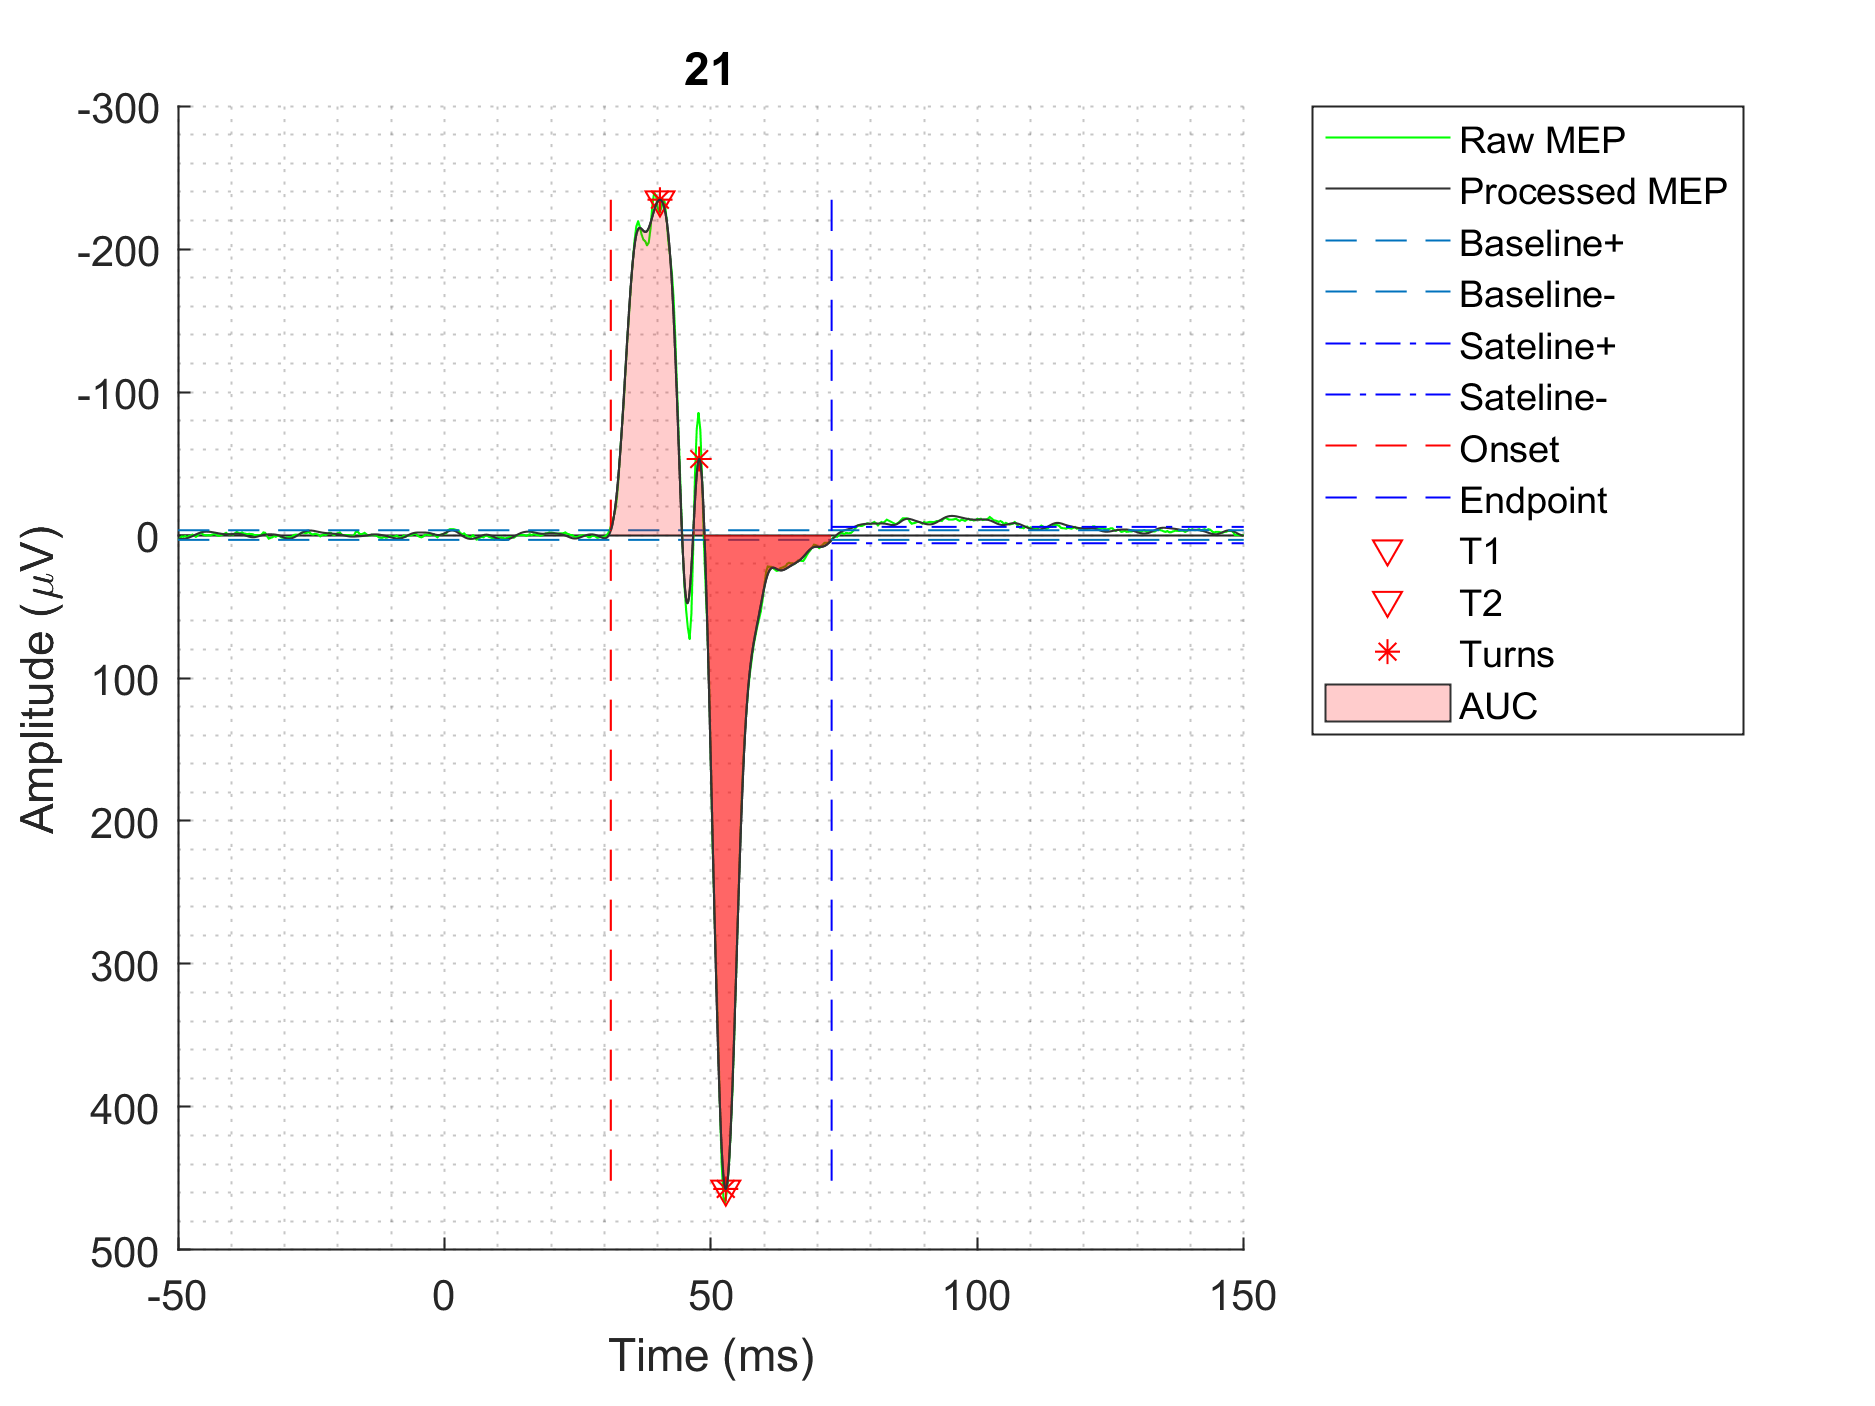 21
-300
-200
-100
0
100
200
300
400
500
-50
0
50
100
150
Time (ms)
Amplitude (μV)
Raw MEP
Processed MEP
Baseline+
Baseline-
Sateline+
Sateline-
Onset
Endpoint
T1
T2
Turns
AUC